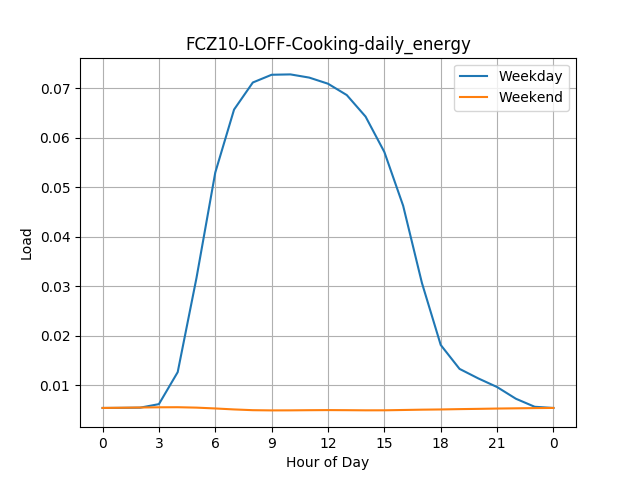 FCZ10-LOFF-Cooking-daily_energy
Weekday
Weekend
Load
0.07
0.06
0.05
0.04
0.03
0.02
0.01
0 3 6 9 12 15 18 21 0
Hour of Day